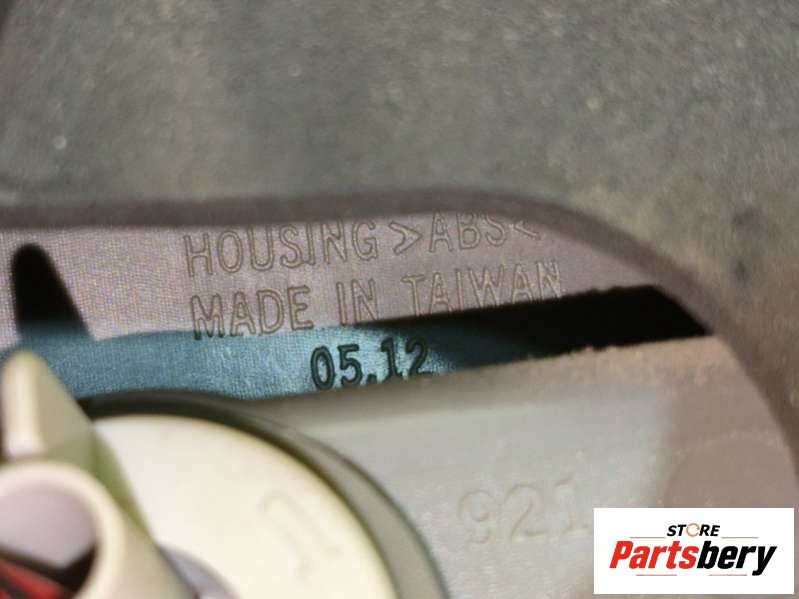 HOUSING >ABS<
MADE IN TAIWAN
05.12
921
STORE
Partsbery